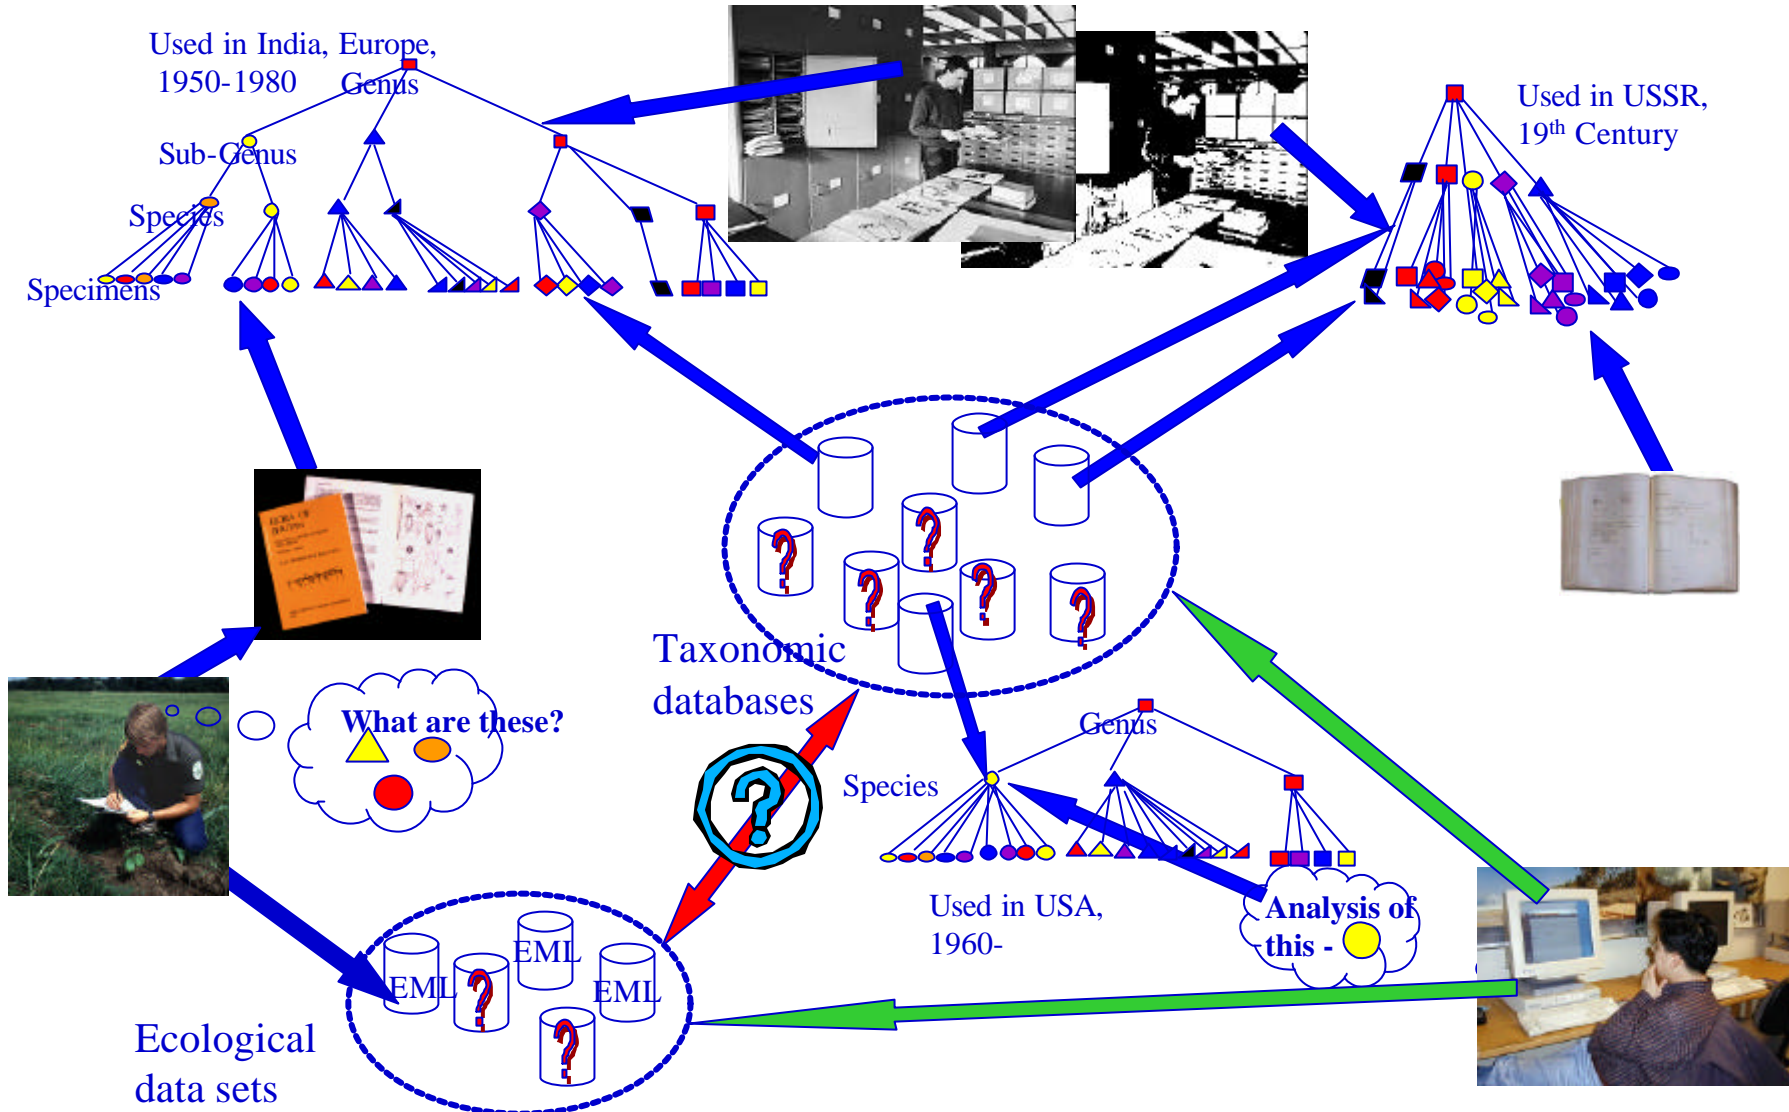 Used in India, Europe,
1950-1980
Genus
Sub-Genus
Species
Specimens
Used in USSR,
19th Century
What are these?
Taxonomic
databases
Genus
Species
Used in USA,
1960-
Analysis of
this -
EML
EML
EML
Ecological
data sets